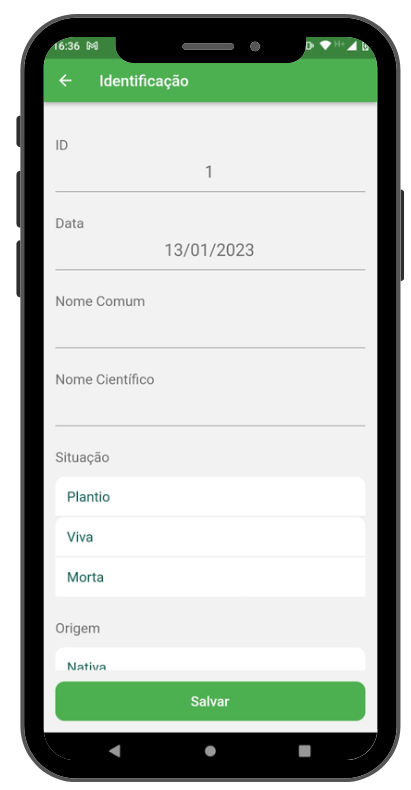 16:36
Identificação
ID
1
Data
13/01/2023
Nome Comum
Nome Científico
Situação
Plantio
Viva
Morta
Origem
Nativa
Salvar